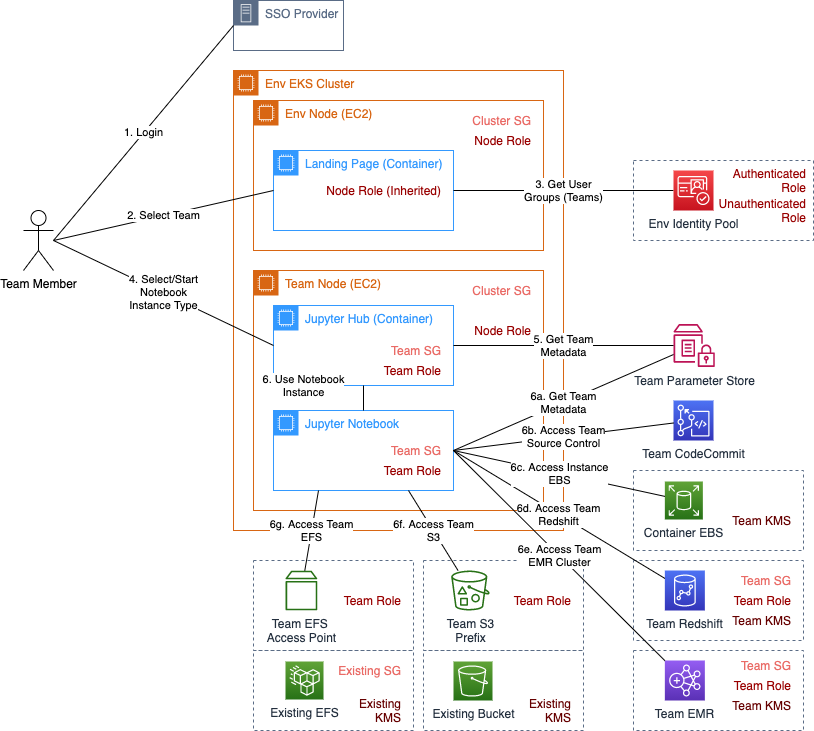 SSO Provider
Env EKS Cluster
Env Node (EC2)
Cluster SG
Node Role
1. Login
Landing Page (Container)
Node Role (Inherited)
2. Select Team
3. Get User
Groups (Teams)
Authenticated
Role
Unauthenticated
Role
Env Identity Pool
Team Member
4. Select/Start
Notebook
Instance Type
Team Node (EC2)
Cluster SG
Node Role
Jupyter Hub (Container)
Team SG
Team Role
5. Get Team
Metadata
Team Parameter Store
6. Use Notebook
Instance
6a. Get Team
Metadata
Jupyter Notebook
Team SG
Team Role
6b. Access Team
Source Control
Team CodeCommit
6c. Access Instance
EBS
Container EBS
Team KMS
6d. Access Team
Redshift
6g. Access Team
EFS
6f. Access Team
S3
6e. Access Team
EMR Cluster
Team EFS
Access Point
Team Role
Team S3
Prefix
Team Role
Team Redshift
Team SG
Team Role
Team KMS
Existing EFS
Existing SG
Existing
KMS
Existing Bucket
Existing
KMS
Team EMR
Team SG
Team Role
Team KMS